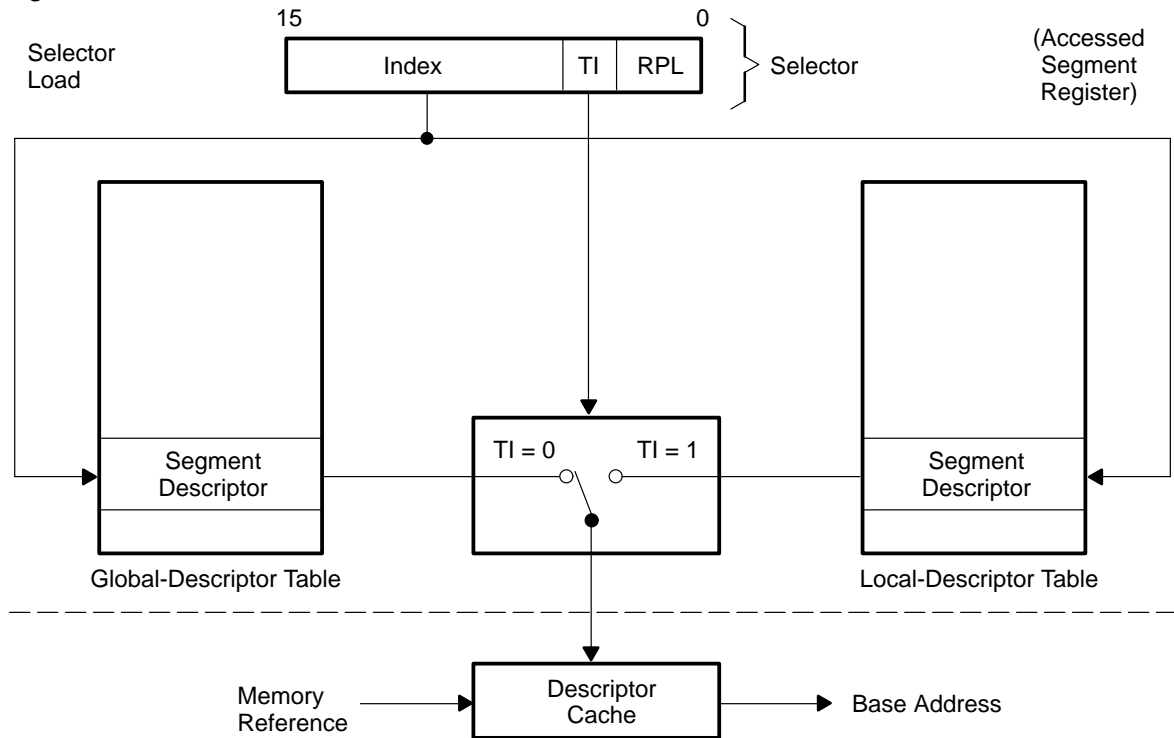 15 0
Selector
Load
Index TI RPL
Selector
(Accessed
Segment
Register)
TI = 0 TI = 1
Segment
Descriptor
Segment
Descriptor
Global-Descriptor Table
Local-Descriptor Table
Memory
Reference
Descriptor
Cache
Base Address